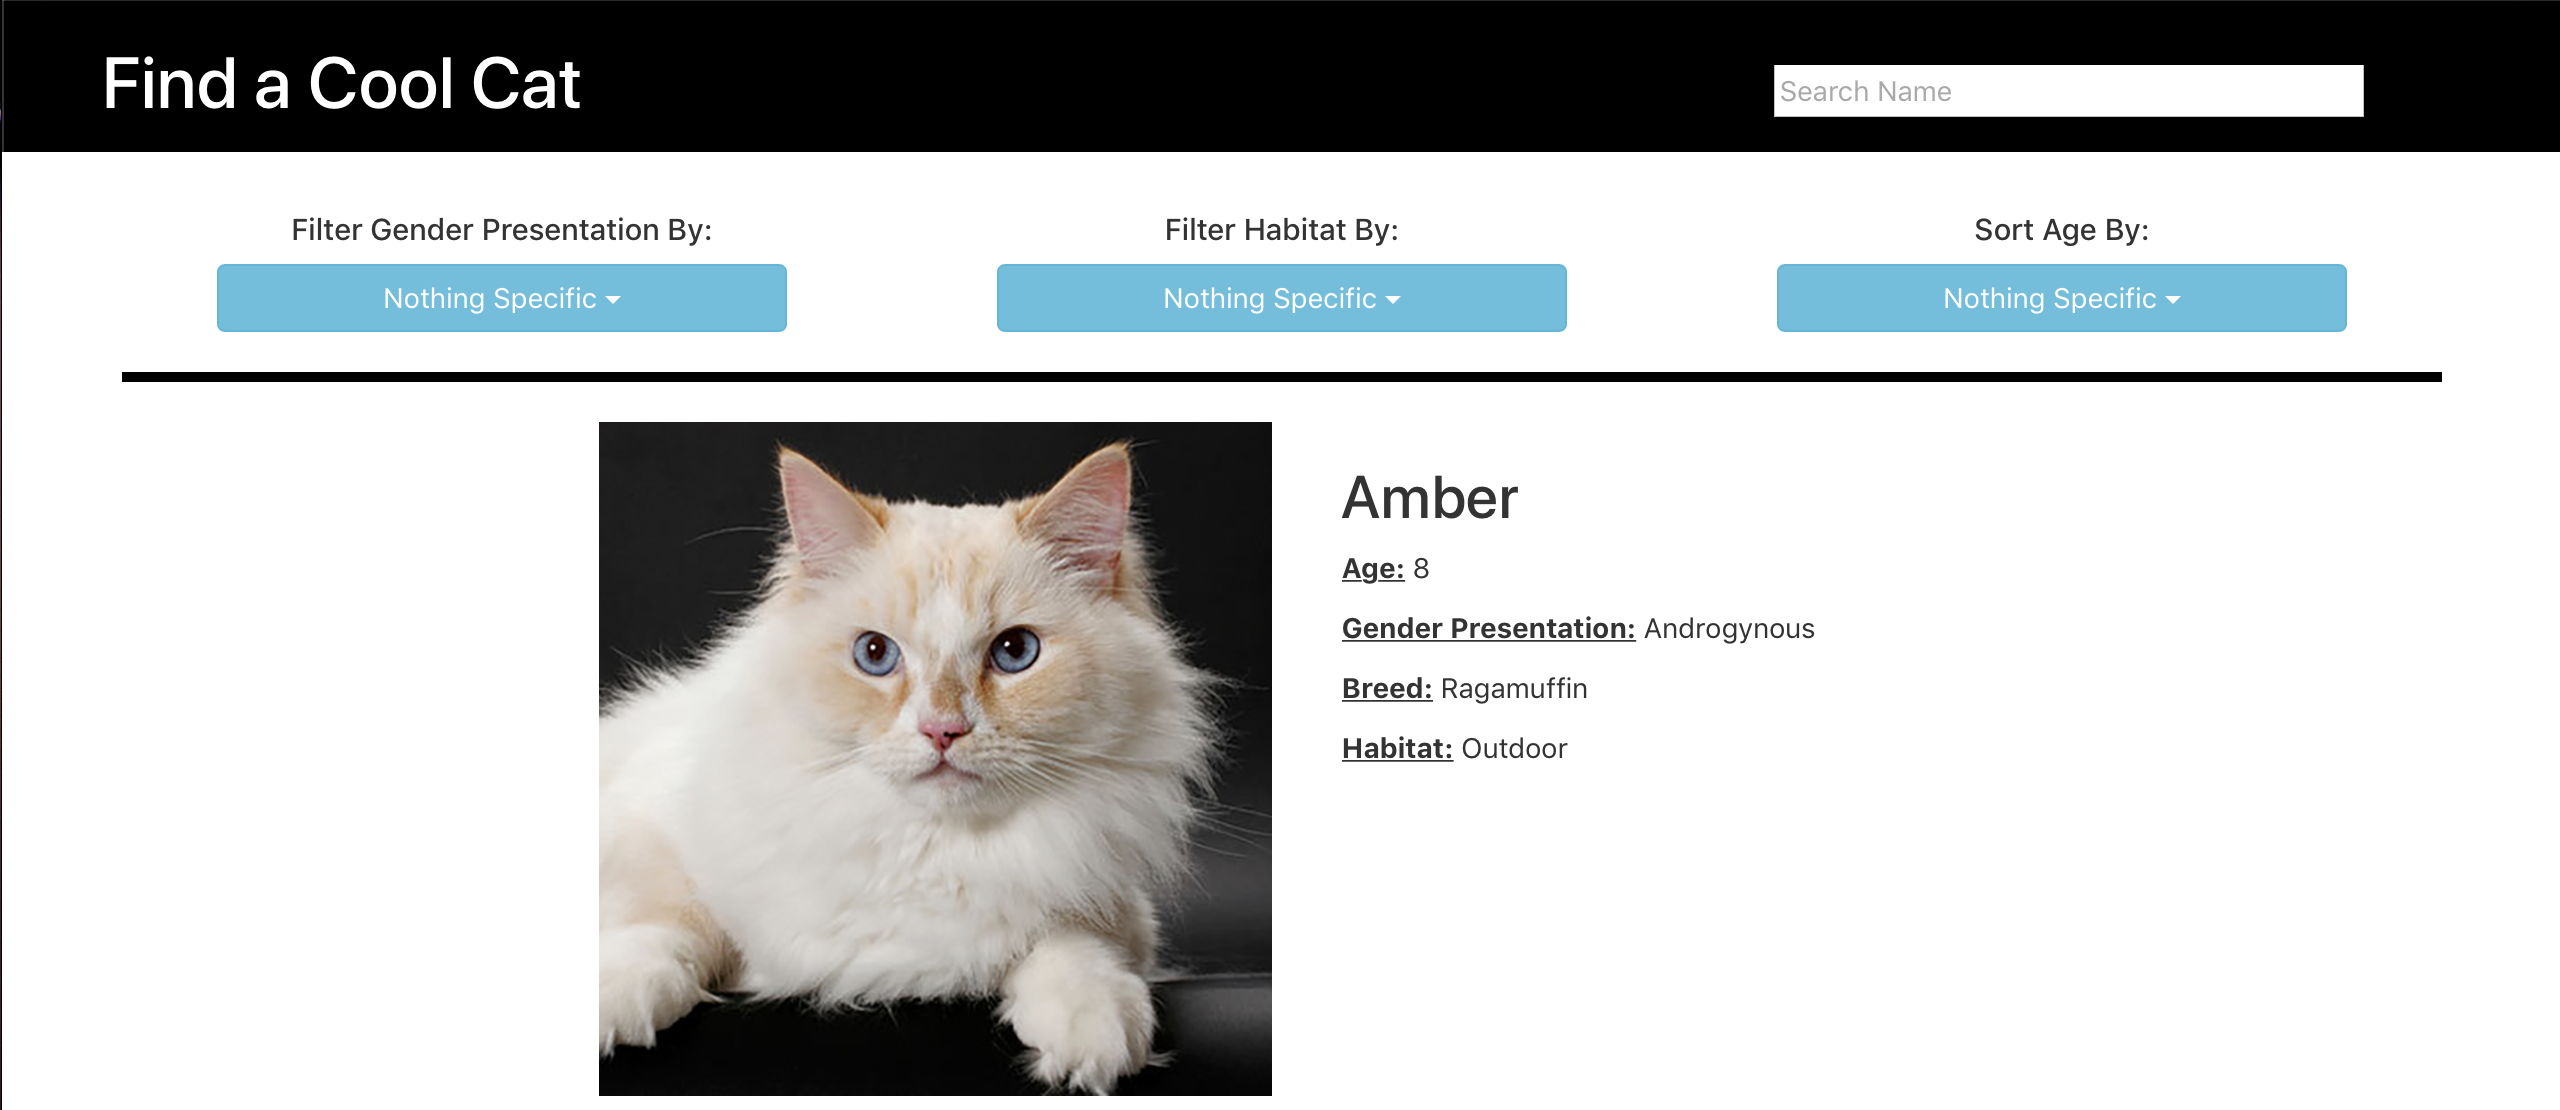 Find a Cool Cat
Search Name
Filter Gender Presentation By:
Nothing Specific
Filter Habitat By:
Nothing Specific
Sort Age By:
Nothing Specific
Amber
Age: 8
Gender Presentation: Androgynous
Breed: Ragamuffin
Habitat: Outdoor